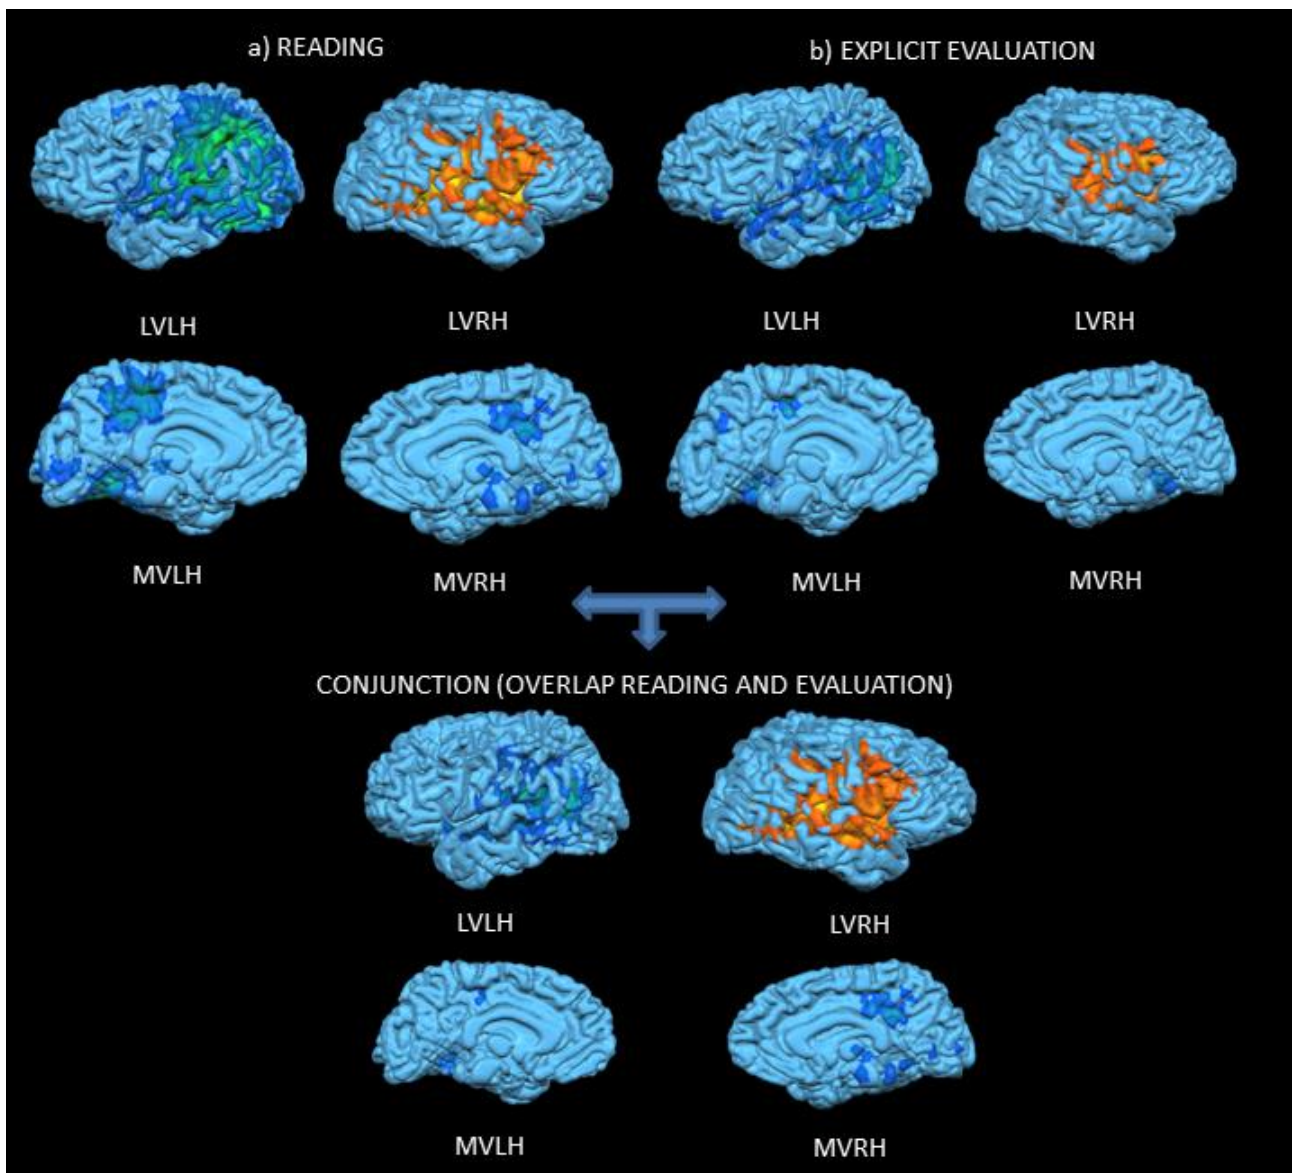 a) READING
b) EXPLICIT EVALUATION
LVLH
LVRH
LVLH
LVRH
MVLH
MVRH
MVLH
MVRH
CONJUNCTION (OVERLAP READING AND EVALUATION)
LVLH
LVRH
MVLH
MVRH